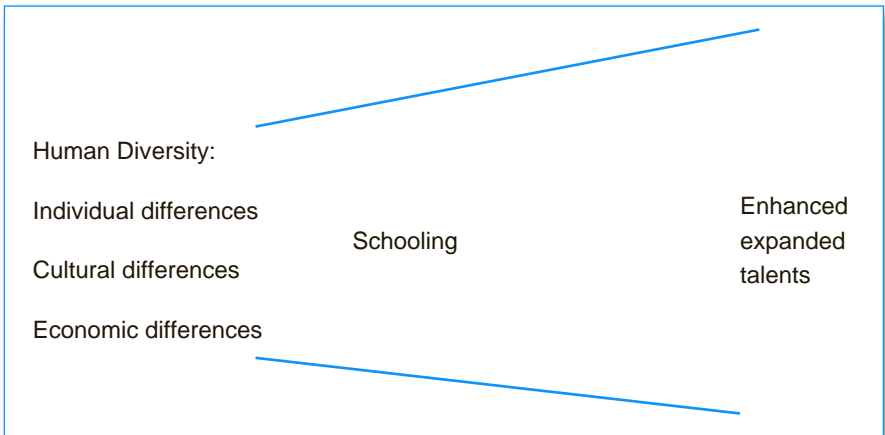 Human Diversity:
Individual differences
Cultural differences
Economic differences
Schooling
Enhanced
expanded
talents